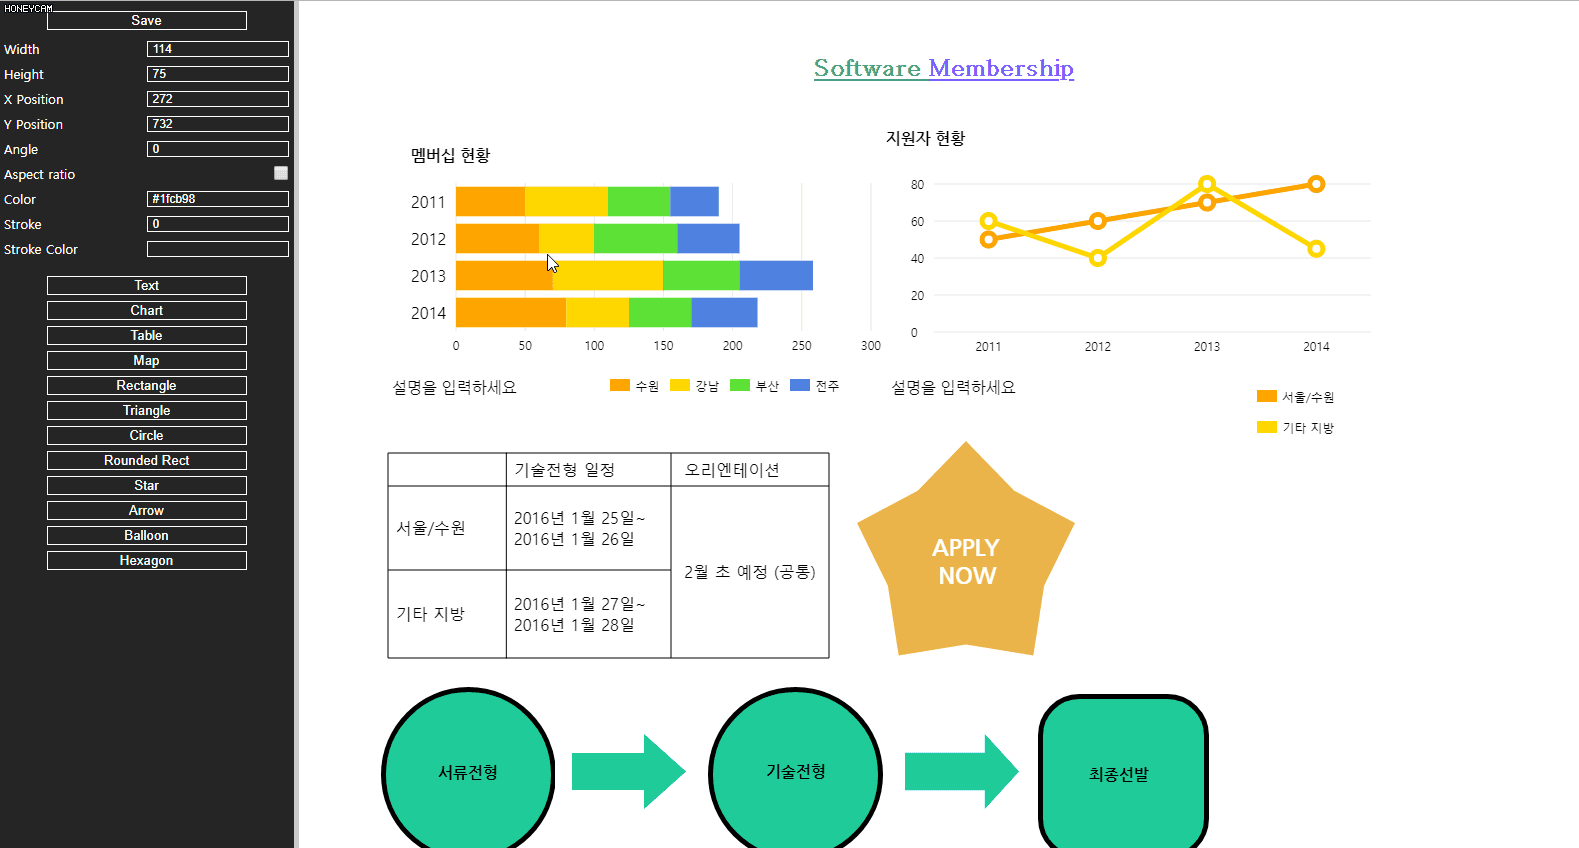 HONEYCAM
Save
Width 114
Height 75
X Position 272
Y Position 732
Angle 0
Aspect ratio
Color #1fcb98
Stroke 0
Stroke Color
Text
Chart
Table
Map
Rectangle
Triangle
Circle
Rounded Rect
Star
Arrow
Balloon
Hexagon
Software Membership
멤버십 현황
2011
2012
2013
2014
0 50 100 150 200 250 300
설명을 입력하세요
수원 강남 부산 전주
지원자 현황
80
60
40
20
0
2011 2012 2013 2014
설명을 입력하세요
서울/수원
기타 지방
기술전형 일정 오리엔테이션
서울/수원
2016년 1월 25일~
2016년 1월 26일
2월 초 예정 (공통)
기타 지방
2016년 1월 27일~
2016년 1월 28일
APPLY
NOW
서류전형
기술전형
최종선발